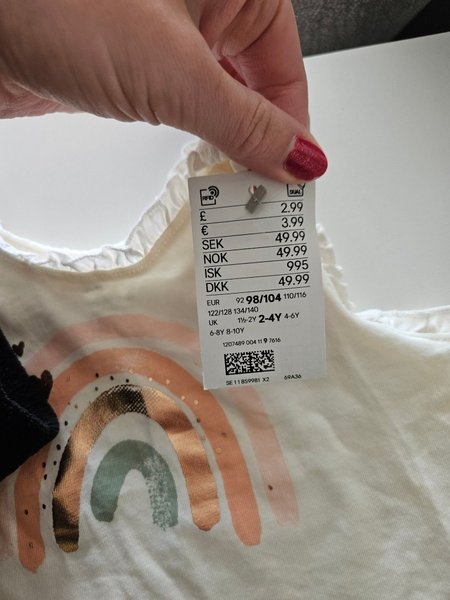 RFID DUAL
£ 2.99
€ 3.99
SEK 49.99
NOK 49.99
ISK 995
DKK 49.99
EUR 92 98/104 110/116
122/128 134/140
UK 1½-2Y 2-4Y 4-6Y
6-8Y 8-10Y
1207489 004 11 9 7616
SE 11 859981 X2 69A36